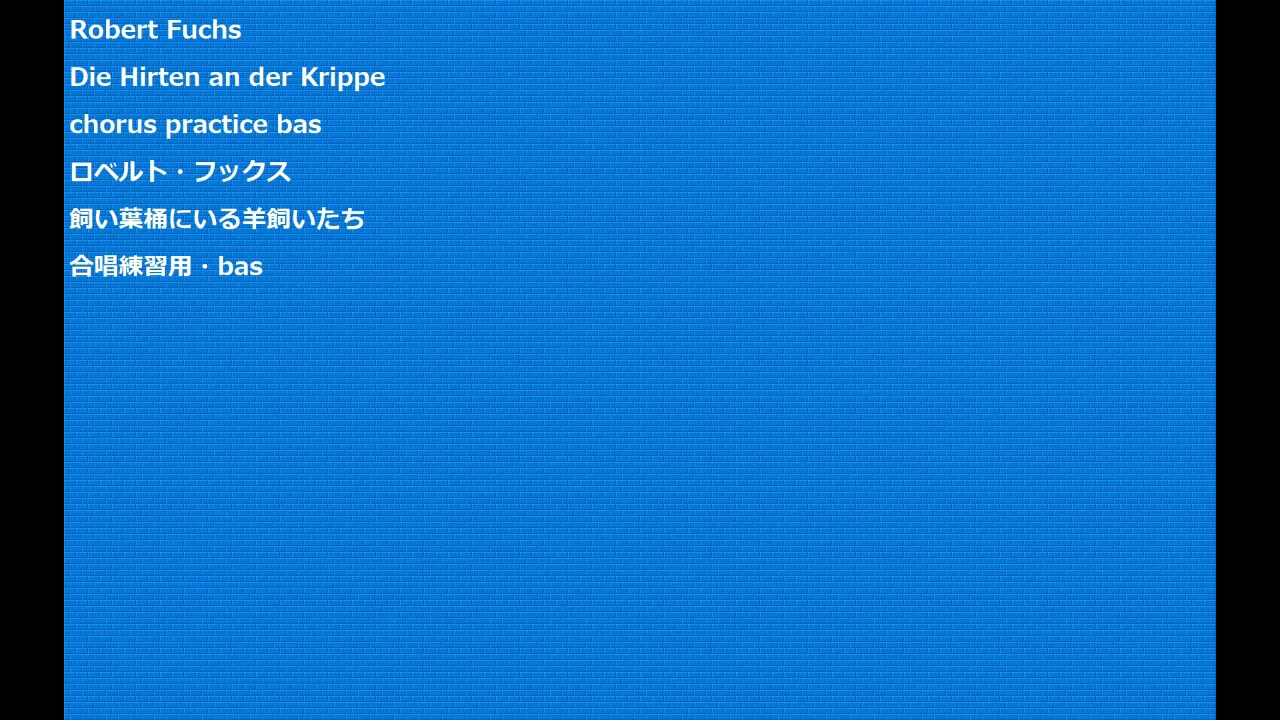 Robert Fuchs
Die Hirten an der Krippe
chorus practice bas
ロベルト・フックス
飼い葉桶にいる羊飼いたち
合唱練習用・bas